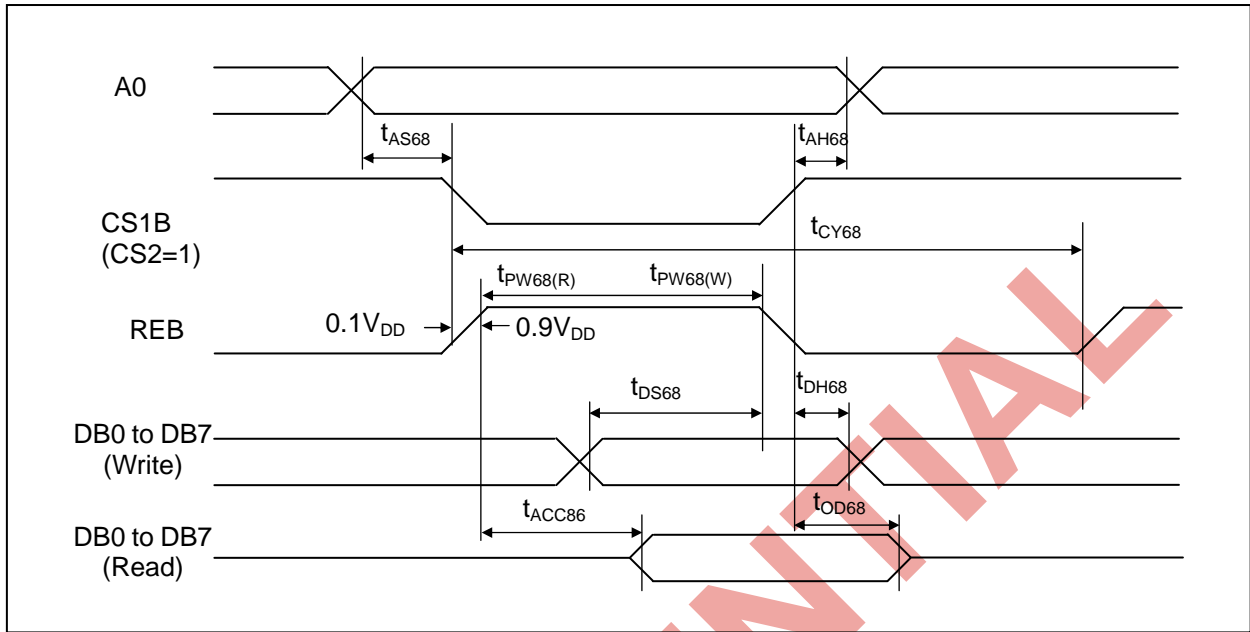 A0
tAS68
tAH68
CS1B
(CS2=1)
tCY68
tPW68(R)
tPW68(W)
REB
0.1VDD
0.9VDD
tDS68
tDH68
DB0 to DB7
(Write)
tACC86
tOD68
DB0 to DB7
(Read)
NTIAL